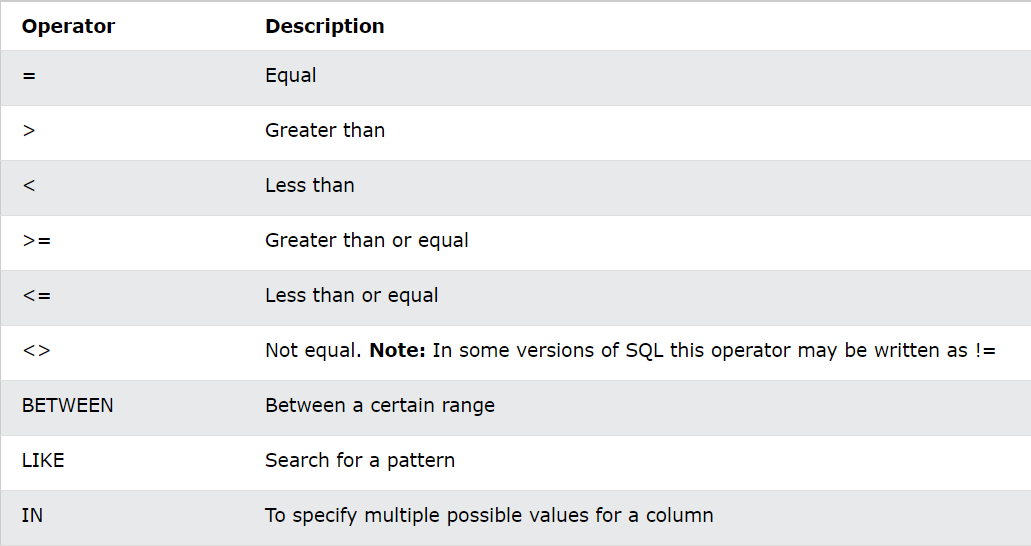 Operator Description
= Equal
> Greater than
< Less than
>= Greater than or equal
<= Less than or equal
<> Not equal. Note: In some versions of SQL this operator may be written as !=
BETWEEN Between a certain range
LIKE Search for a pattern
IN To specify multiple possible values for a column